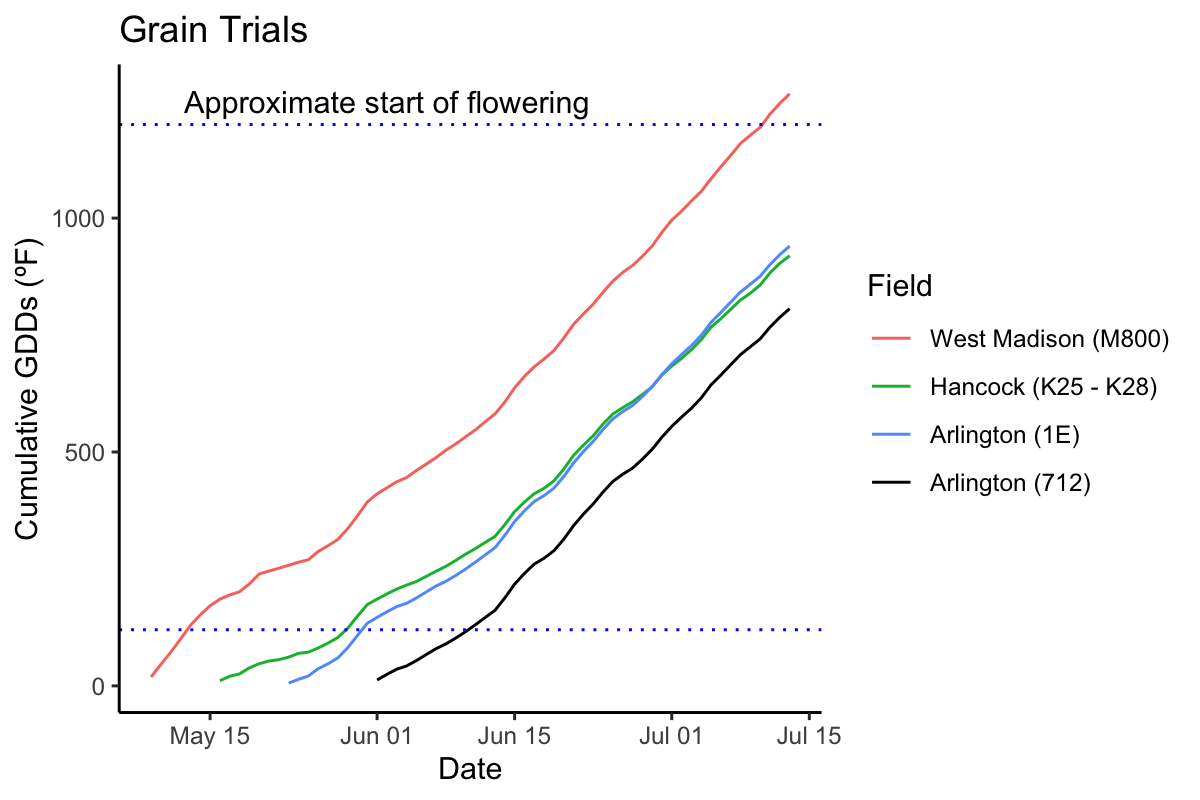 Grain Trials
Approximate start of flowering
Cumulative GDDs (ºF)
1000
500
0
May 15
Jun 01
Jun 15
Jul 01
Jul 15
Date
Field
West Madison (M800)
Hancock (K25 - K28)
Arlington (1E)
Arlington (712)